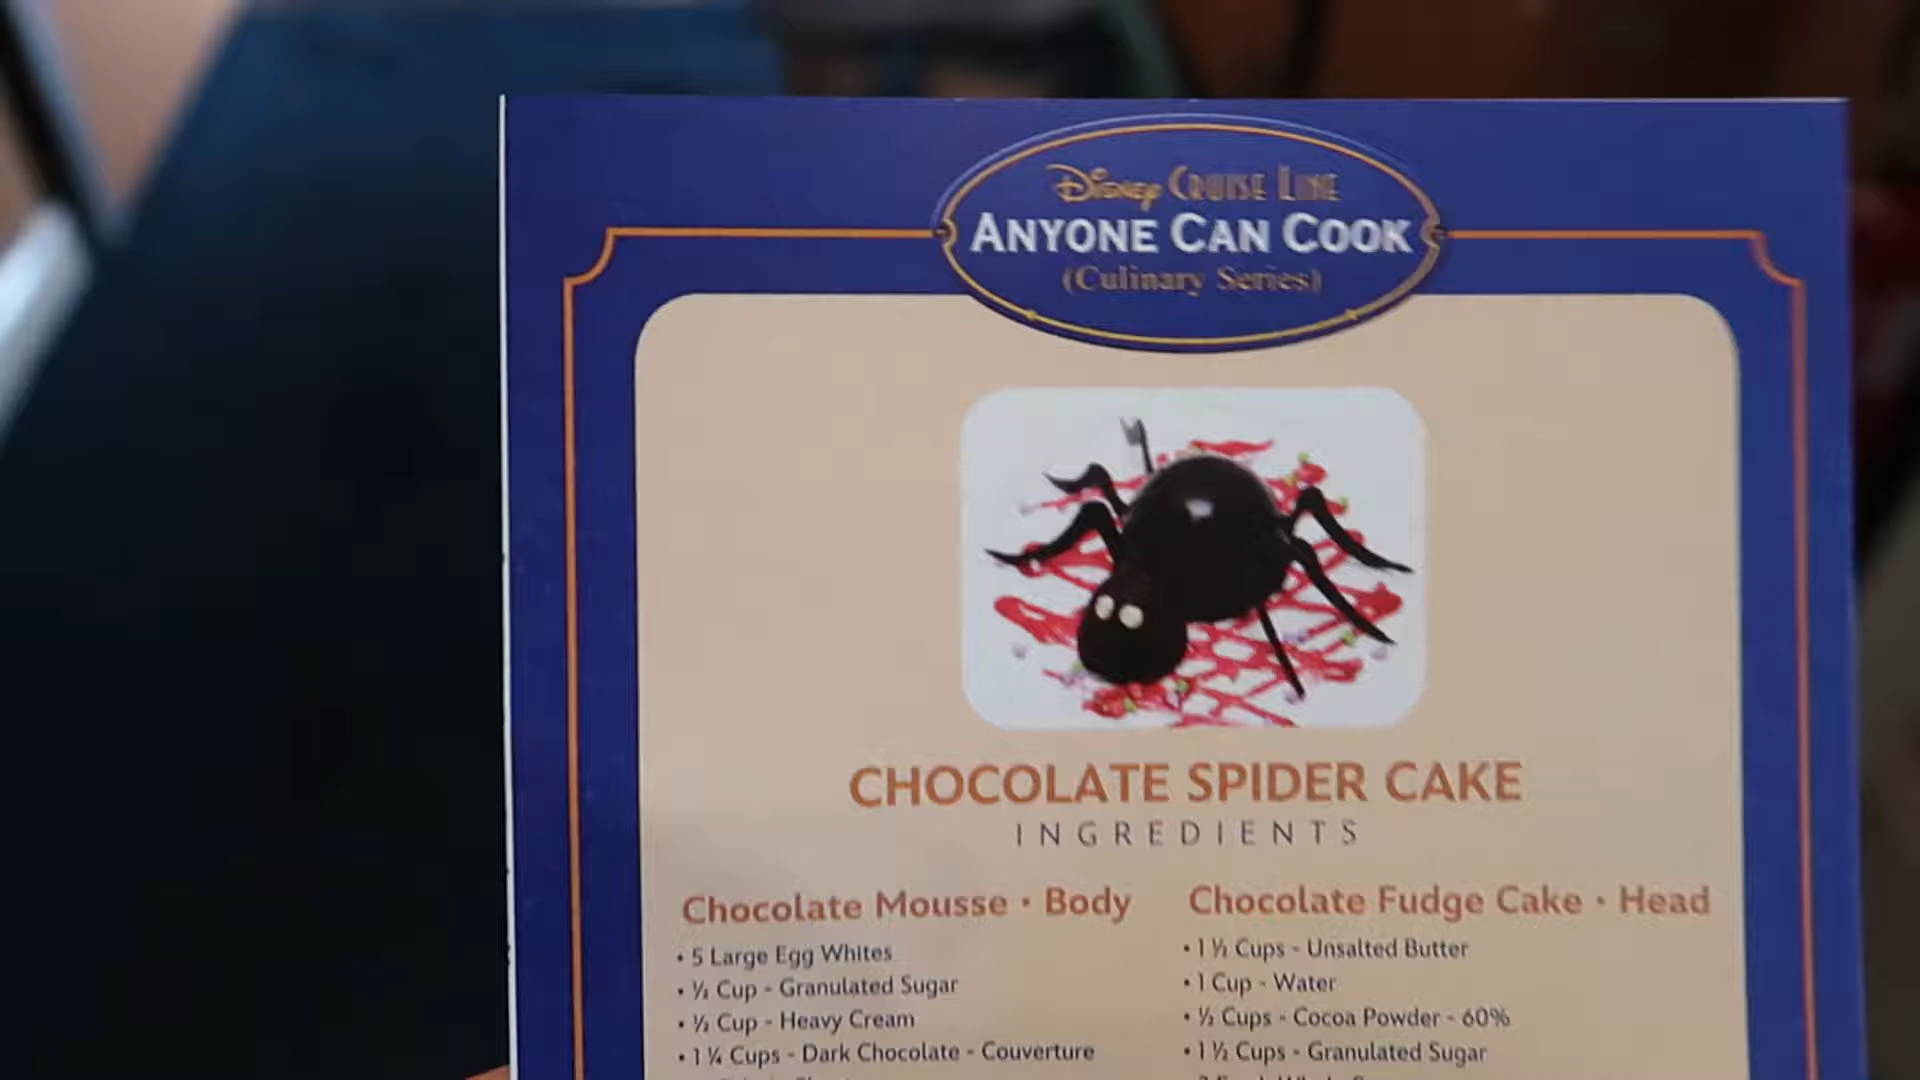 Disney Cruise Line
ANYONE CAN COOK
(Culinary Series)
CHOCOLATE SPIDER CAKE
INGREDIENTS
Chocolate Mousse • Body
• 5 Large Egg Whites
• ½ Cup - Granulated Sugar
• ½ Cup - Heavy Cream
• 1 ¼ Cups - Dark Chocolate - Couverture
Chocolate Fudge Cake • Head
• 1 ½ Cups - Unsalted Butter
• 1 Cup - Water
• ½ Cups - Cocoa Powder - 60%
• 1 ½ Cups - Granulated Sugar